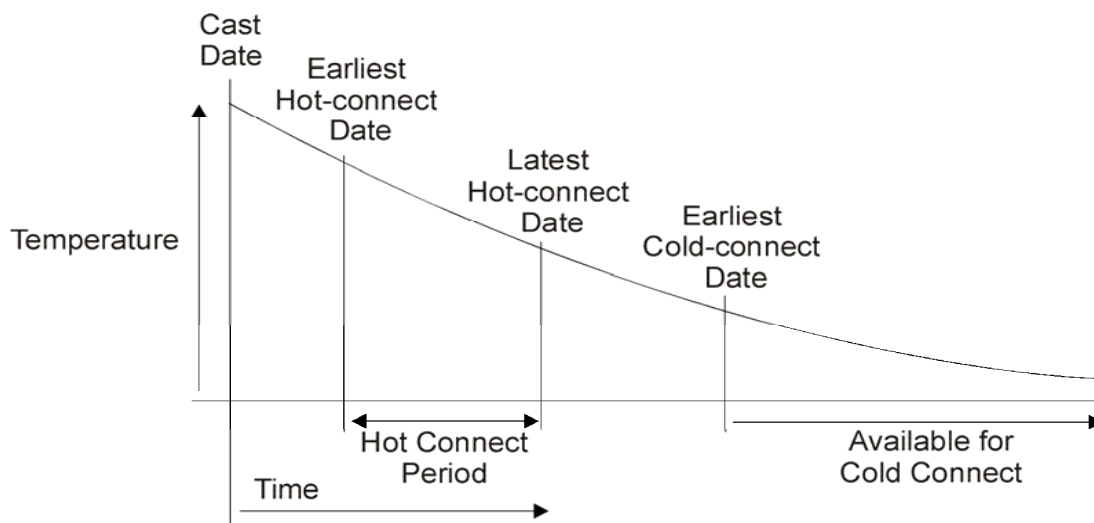 Cast
Date
Earliest
Hot-connect
Date
Latest
Hot-connect
Date
Earliest
Cold-connect
Date
Temperature
Hot Connect
Period
Available for
Cold Connect
Time